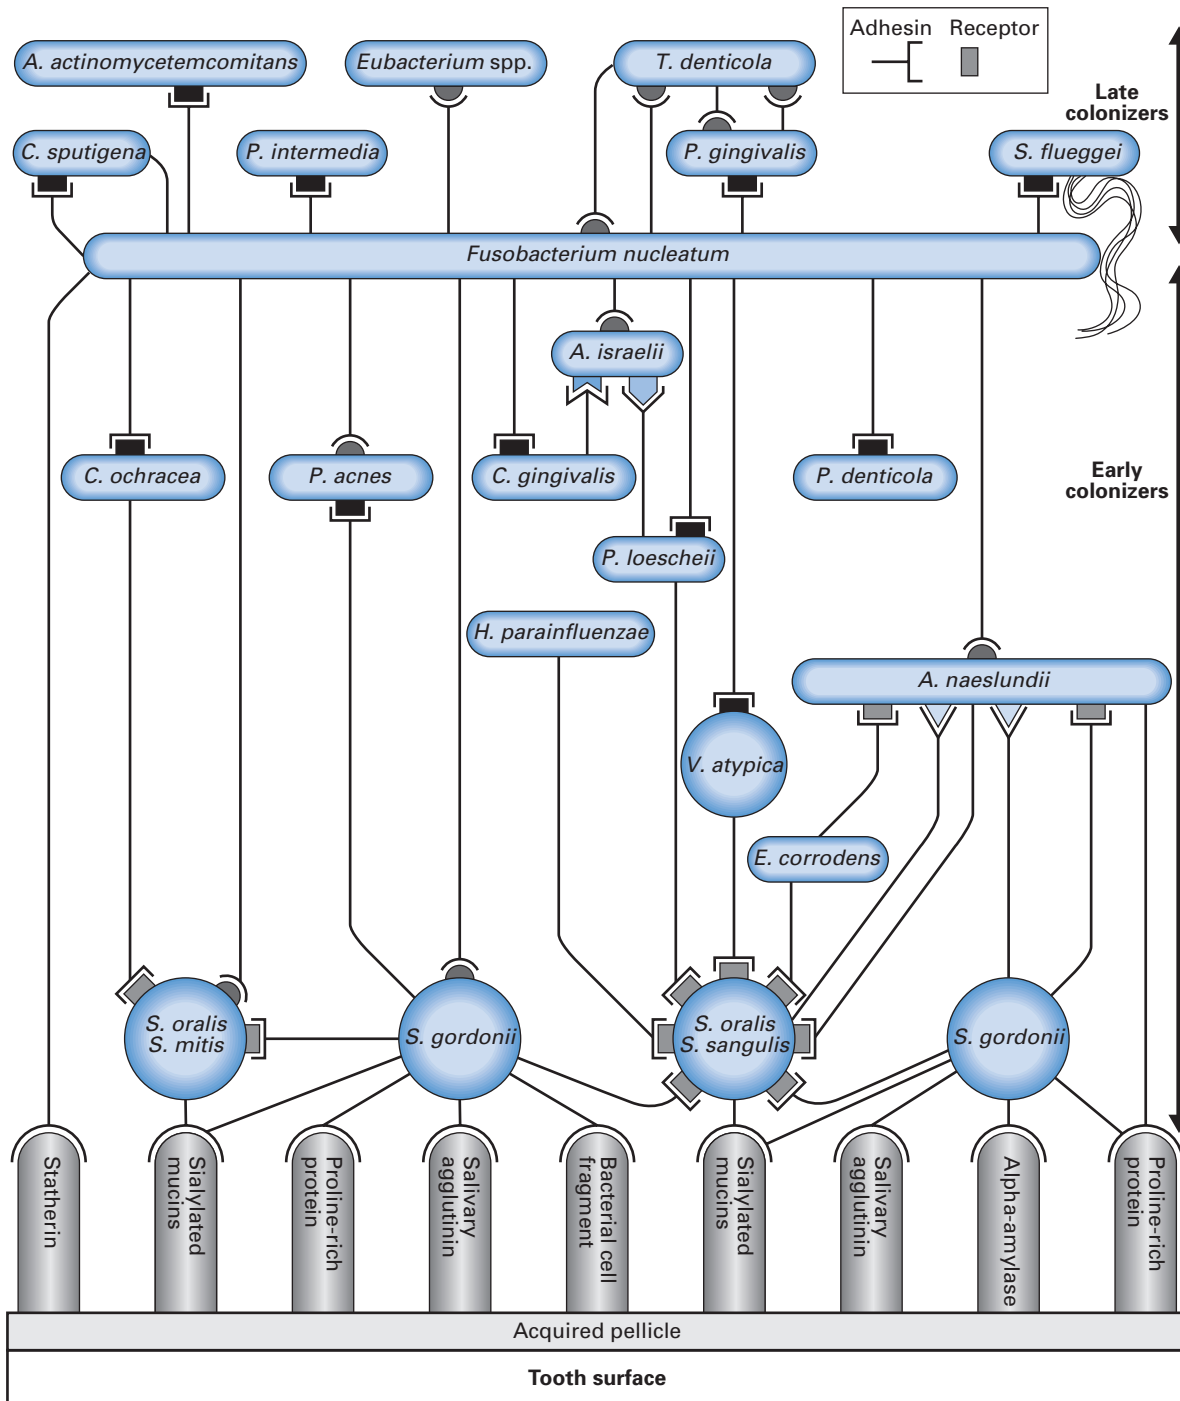 Adhesin Receptor
A. actinomycetemcomitans
Eubacterium spp.
T. denticola
Late
colonizers
C. sputigena
P. intermedia
P. gingivalis
S. flueggei
Fusobacterium nucleatum
A. israelii
C. ochracea
P. acnes
C. gingivalis
P. denticola
Early
colonizers
P. loescheii
H. parainfluenzae
A. naeslundii
V. atypica
E. corrodens
S. oralis
S. mitis
S. gordonii
S. oralis
S. sangulis
S. gordonii
Statherin
Sialylated
mucins
Proline-rich
protein
Salivary
agglutinin
Bacterial cell
fragment
Sialylated
mucins
Salivary
agglutinin
Alpha-amylase
Proline-rich
protein
Acquired pellicle
Tooth surface